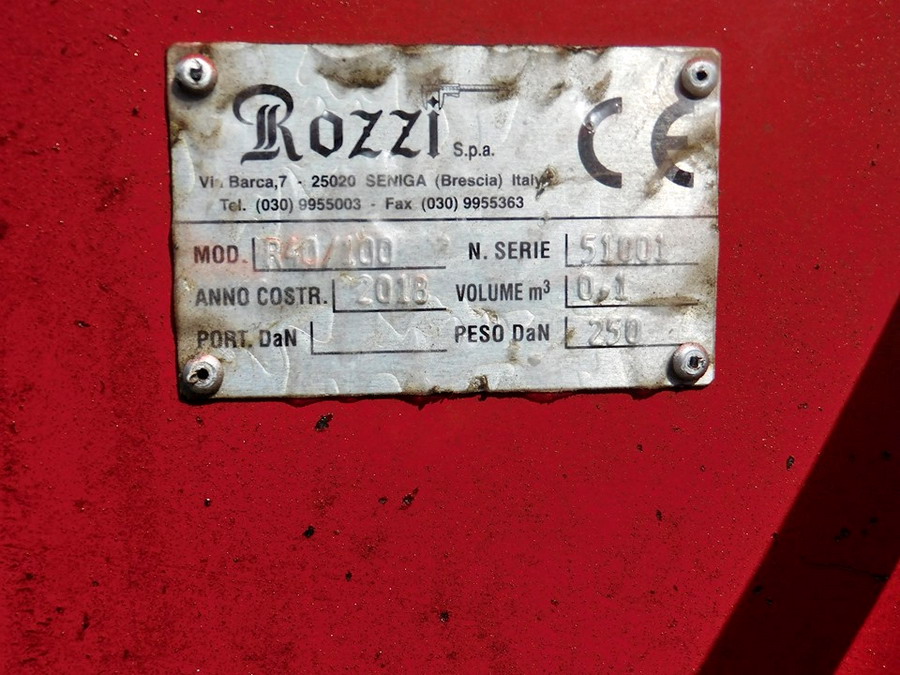 Rozzi S.p.a. CE
Via Barca,7 - 25020 SENIGA (Brescia) Italy
Tel. (030) 9955003 - Fax (030) 9955363
MOD. R40/100 N. SERIE 51001
ANNO COSTR. 2018 VOLUME m³ 0,1
PORT. DaN PESO DaN 250